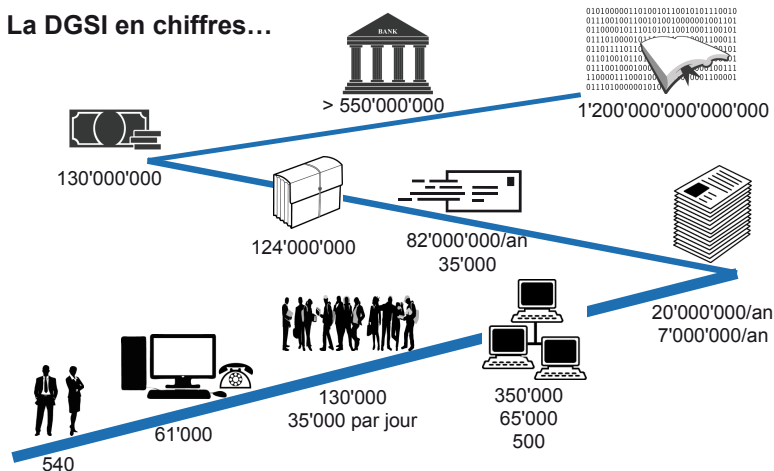 La DGSI en chiffres…
BANK
> 550'000'000
1'200'000'000'000'000
130'000'000
124'000'000
82'000'000/an
35'000
20'000'000/an
7'000'000/an
130'000
35'000 par jour
350'000
65'000
500
61'000
540